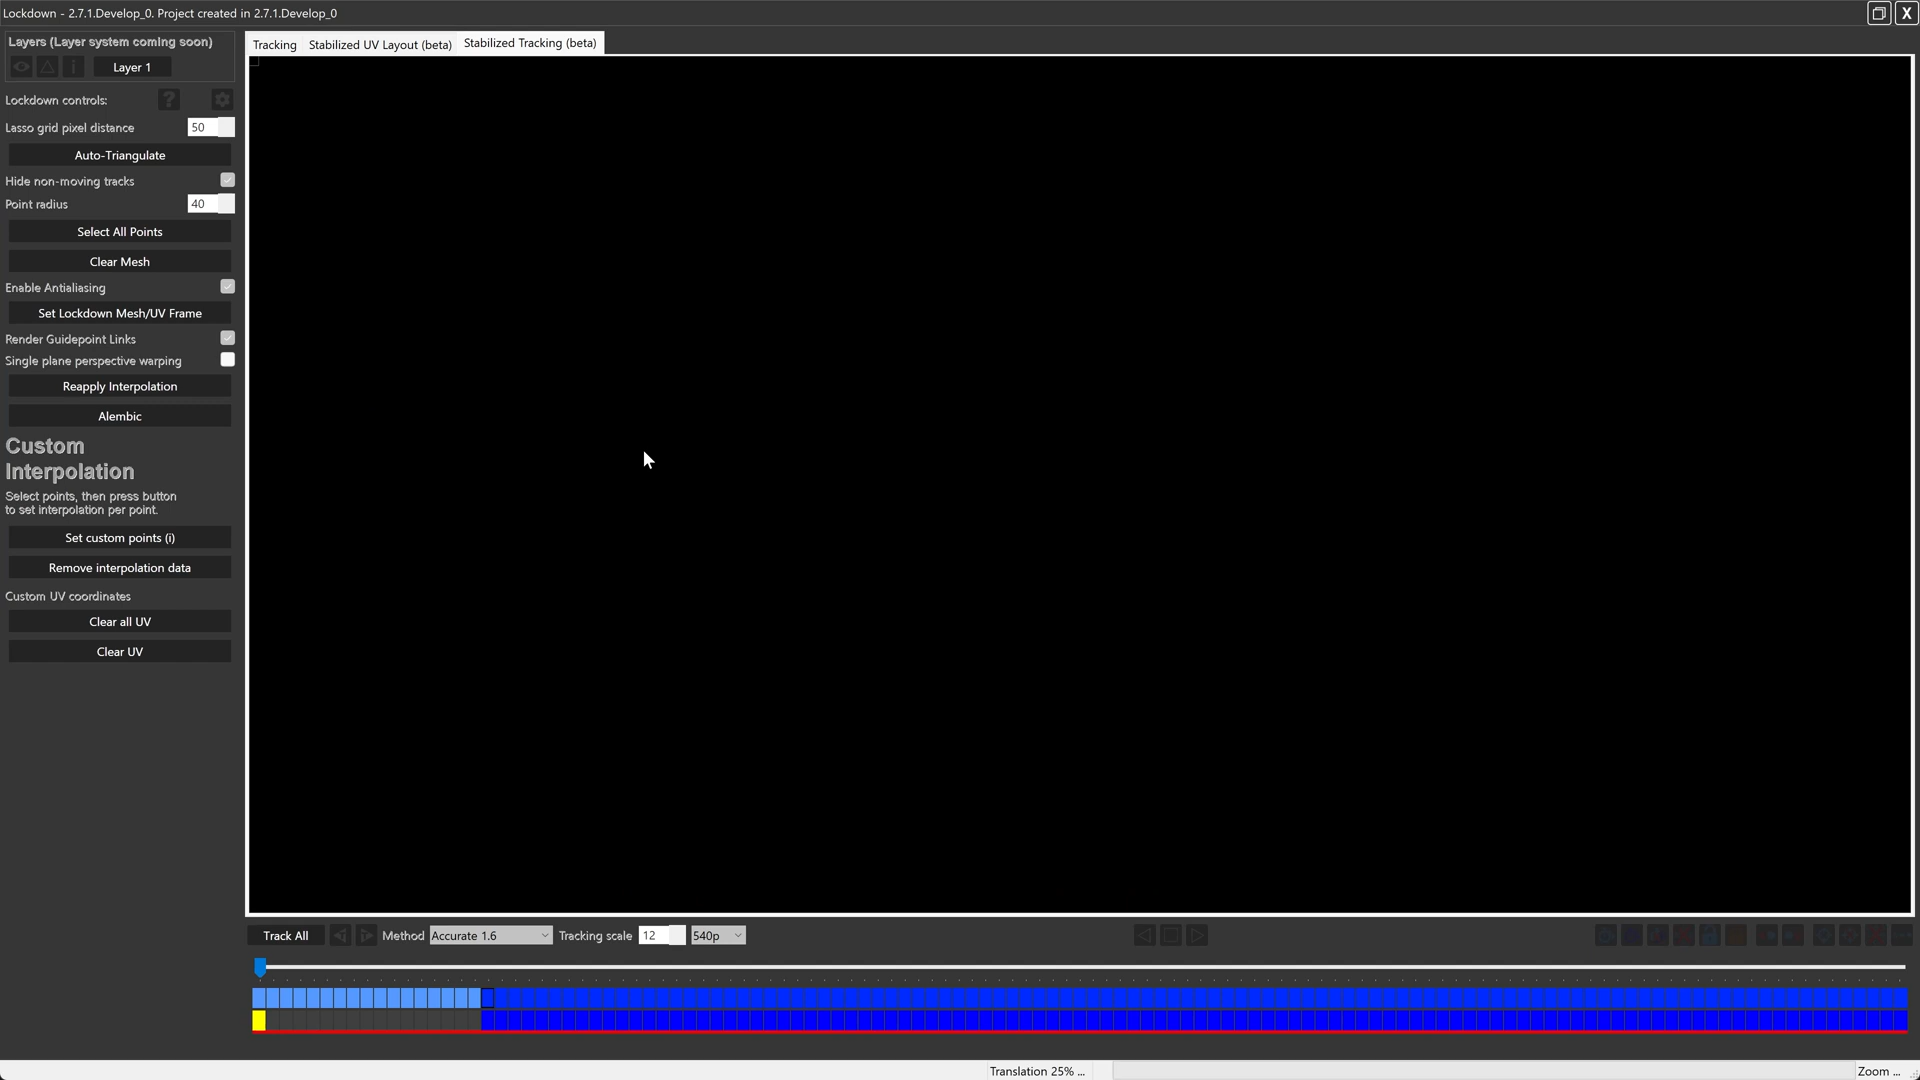 Lockdown - 2.7.1.Develop_0. Project created in 2.7.1.Develop_0
X
Layers (Layer system coming soon)
i
Layer 1
Tracking
Stabilized UV Layout (beta)
Stabilized Tracking (beta)
Lockdown controls:
?
Lasso grid pixel distance
50
Auto-Triangulate
Hide non-moving tracks
Point radius
40
Select All Points
Clear Mesh
Enable Antialiasing
Set Lockdown Mesh/UV Frame
Render Guidepoint Links
Single plane perspective warping
Reapply Interpolation
Alembic
Custom
Interpolation
Select points, then press button
to set interpolation per point.
Set custom points (i)
Remove interpolation data
Custom UV coordinates
Clear all UV
Clear UV
Track All
Method
Accurate 1.6
Tracking scale
12
540p
Translation 25% ...
Zoom ...